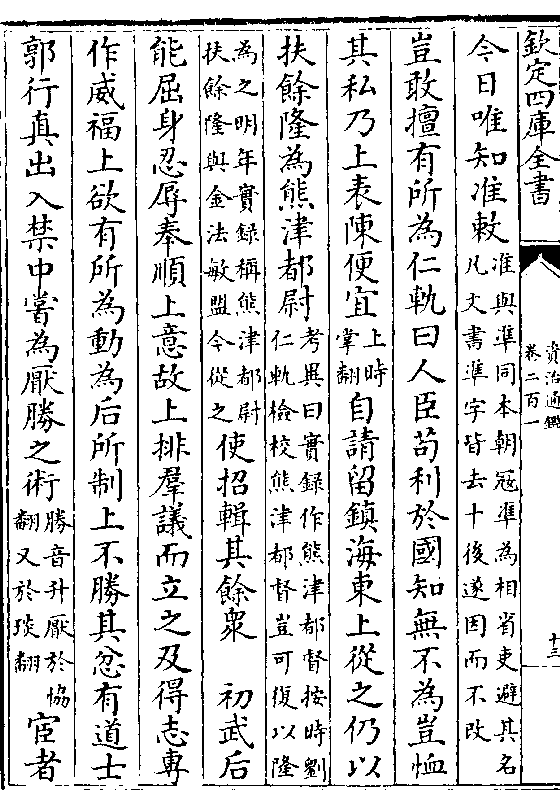 欽定四庫全書
資治通鑑
卷二百一
十三
今日唯知准敕准與準同本朝冦準為相省吏避其名凡文書準字皆去十後遂因而不改
豈敢擅有所為仁軌曰人臣苟利於國知無不為豈恤
其私乃上表陳便宜上時掌翻自請留鎮海東上從之仍以
扶餘隆為熊津都尉考異曰實録作熊津都督按時劉仁軌檢校熊津都督豈可復以隆
為之明年實録稱熊津都尉扶餘隆與金法敏盟今從之使招輯其餘衆 初武后
能屈身忍辱奉順上意故上排羣議而立之及得志專
作威福上欲有所為動為后所制上不勝其忿有道士
郭行真出入禁中嘗為厭勝之術勝音升厭於協翻又於琰翻宦者